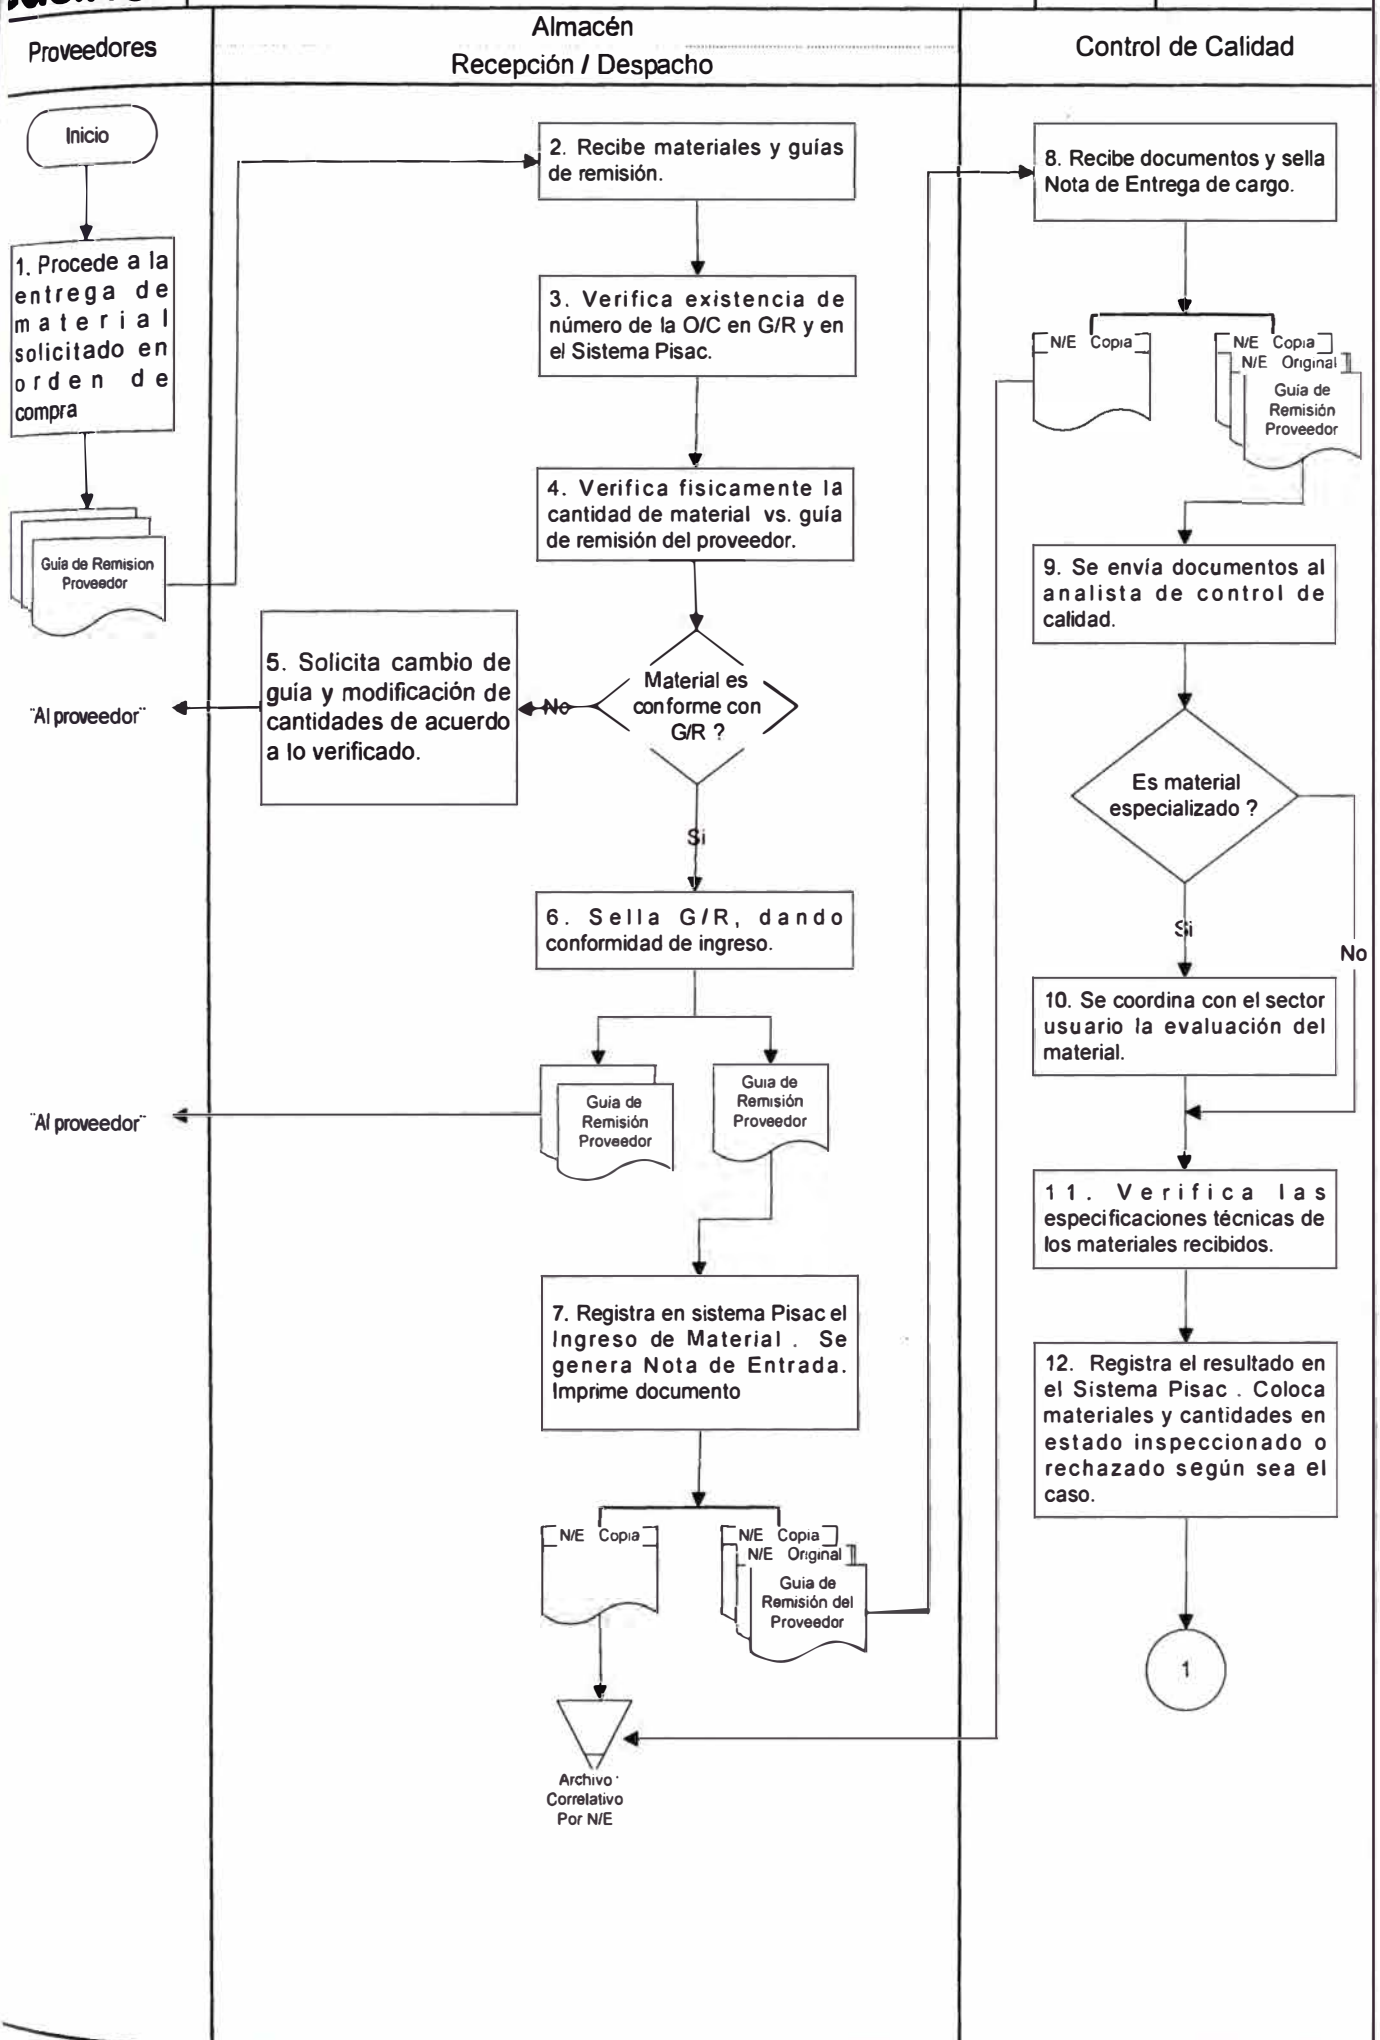 Proveedores
Almacén
Recepción / Despacho
Control de Calidad
Inicio
1. Procede a la
entrega de
material
solicitado en
orden de
compra
Guía de Remision
Proveedor
2. Recibe materiales y guías
de remisión.
3. Verifica existencia de
número de la O/C en G/R y en
el Sistema Pisac.
4. Verifica fisicamente la
cantidad de material vs. guía
de remisión del proveedor.
Material es
conforme con
G/R ?
No
5. Solicita cambio de
guía y modificación de
cantidades de acuerdo
a lo verificado.
¨Al proveedor¨
Si
6. Sella G/R, dando
conformidad de ingreso.
Guia de
Remisión
Proveedor
Guia de
Remisión
Proveedor
¨Al proveedor¨
7. Registra en sistema Pisac el
Ingreso de Material . Se
genera Nota de Entrada.
Imprime documento
N/E Copia
N/E Copia
N/E Original
Guia de
Remisión del
Proveedor
Archivo
Correlativo
Por N/E
8. Recibe documentos y sella
Nota de Entrega de cargo.
N/E Copia
N/E Copia
N/E Original
Guia de
Remisión
Proveedor
9. Se envía documentos al
analista de control de
calidad.
Es material
especializado ?
Si
No
10. Se coordina con el sector
usuario la evaluación del
material.
11. Verifica las
especificaciones técnicas de
los materiales recibidos.
12. Registra el resultado en
el Sistema Pisac . Coloca
materiales y cantidades en
estado inspeccionado o
rechazado según sea el
caso.
1